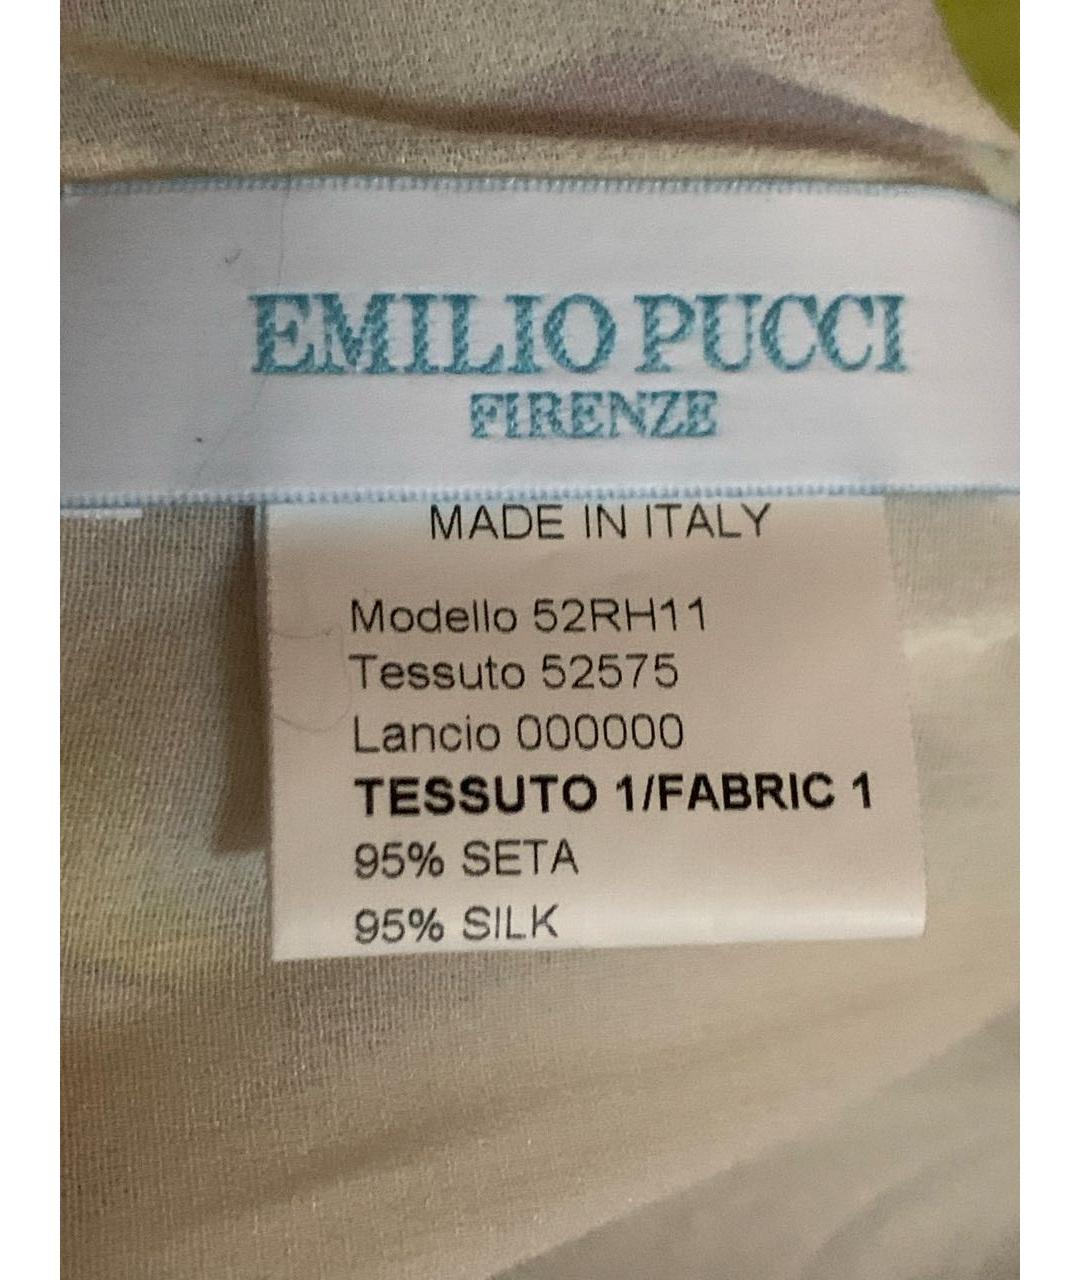 EMILIO PUCCI
FIRENZE
MADE IN ITALY
Modello 52RH11
Tessuto 52575
Lancio 000000
TESSUTO 1/FABRIC 1
95% SETA
95% SILK